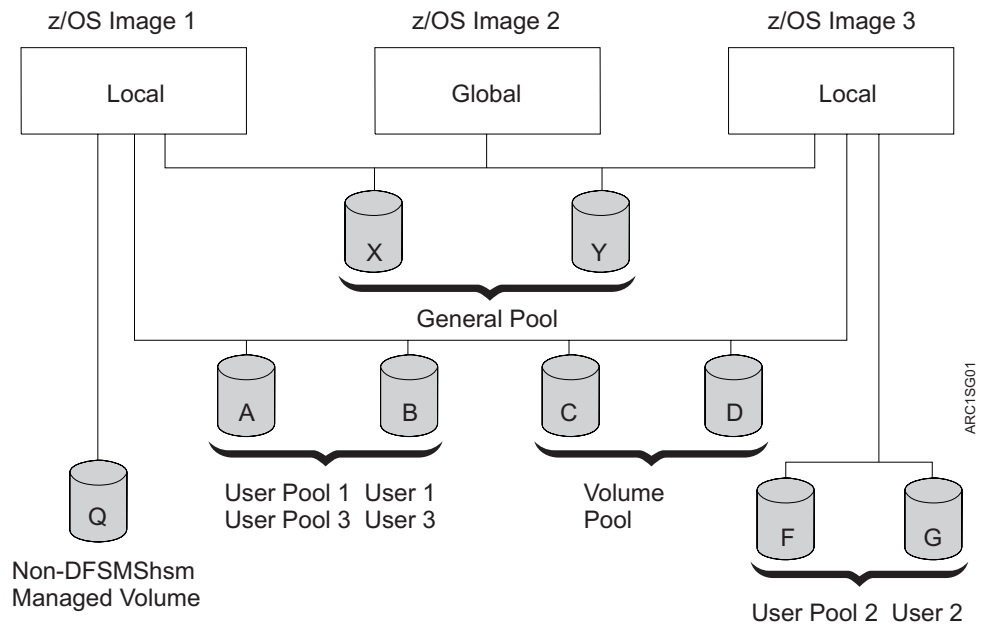 z/OS Image 1
z/OS Image 2
z/OS Image 3
Local
Global
Local
X
Y
General Pool
A
B
C
D
ARC1SG01
User Pool 1 User 1
User Pool 3 User 3
Volume
Pool
Q
F
G
Non-DFSMShsm
Managed Volume
User Pool 2 User 2